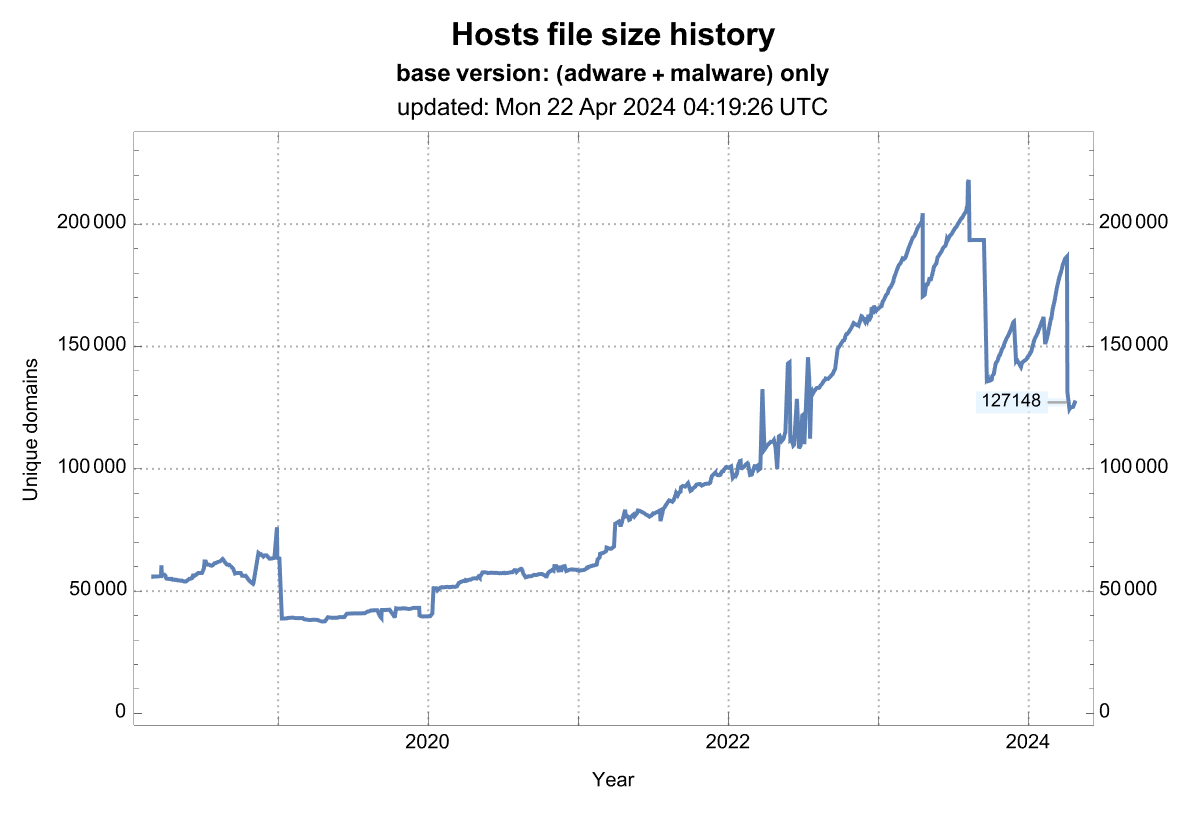 Hosts file size history
base version: (adware + malware) only
updated: Mon 22 Apr 2024 04:19:26 UTC
200 000
200 000
150 000
150 000
127148
100 000
100 000
50 000
50 000
0
0
Unique domains
2020
2022
2024
Year